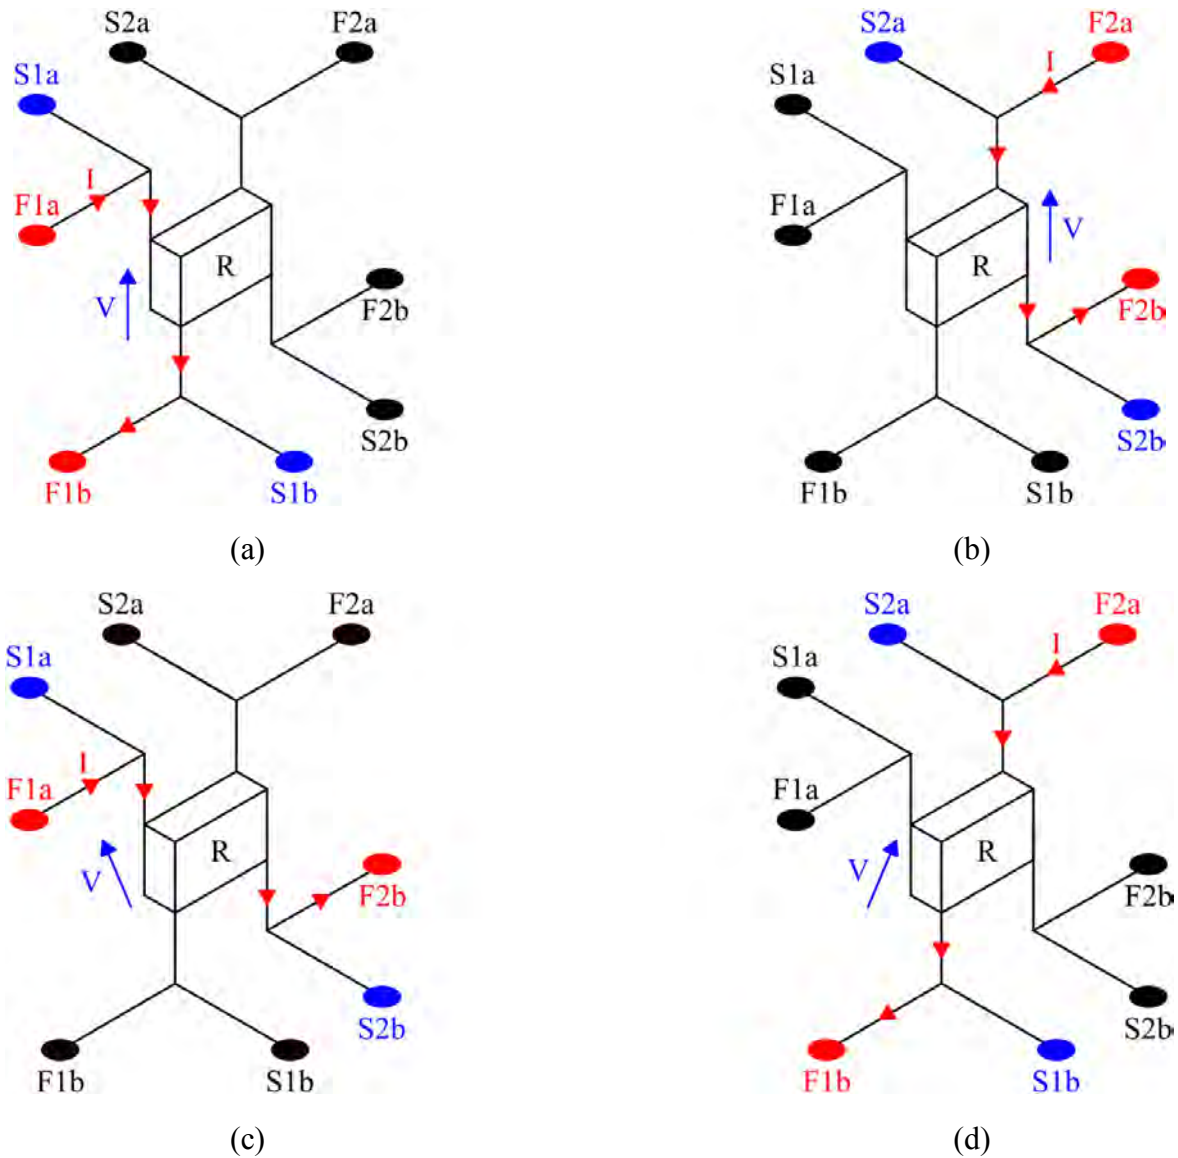 S2a F2a
S1a
I
F1a
R
V
F2b
S2b
F1b S1b
(a)
S2a F2a
I
S1a
F1a
V
R
F2b
S2b
F1b S1b
(b)
S2a F2a
S1a
I
F1a
R
V
F2b
S2b
F1b S1b
(c)
S2a F2a
I
S1a
F1a
R
V
F2b
S2b
F1b S1b
(d)